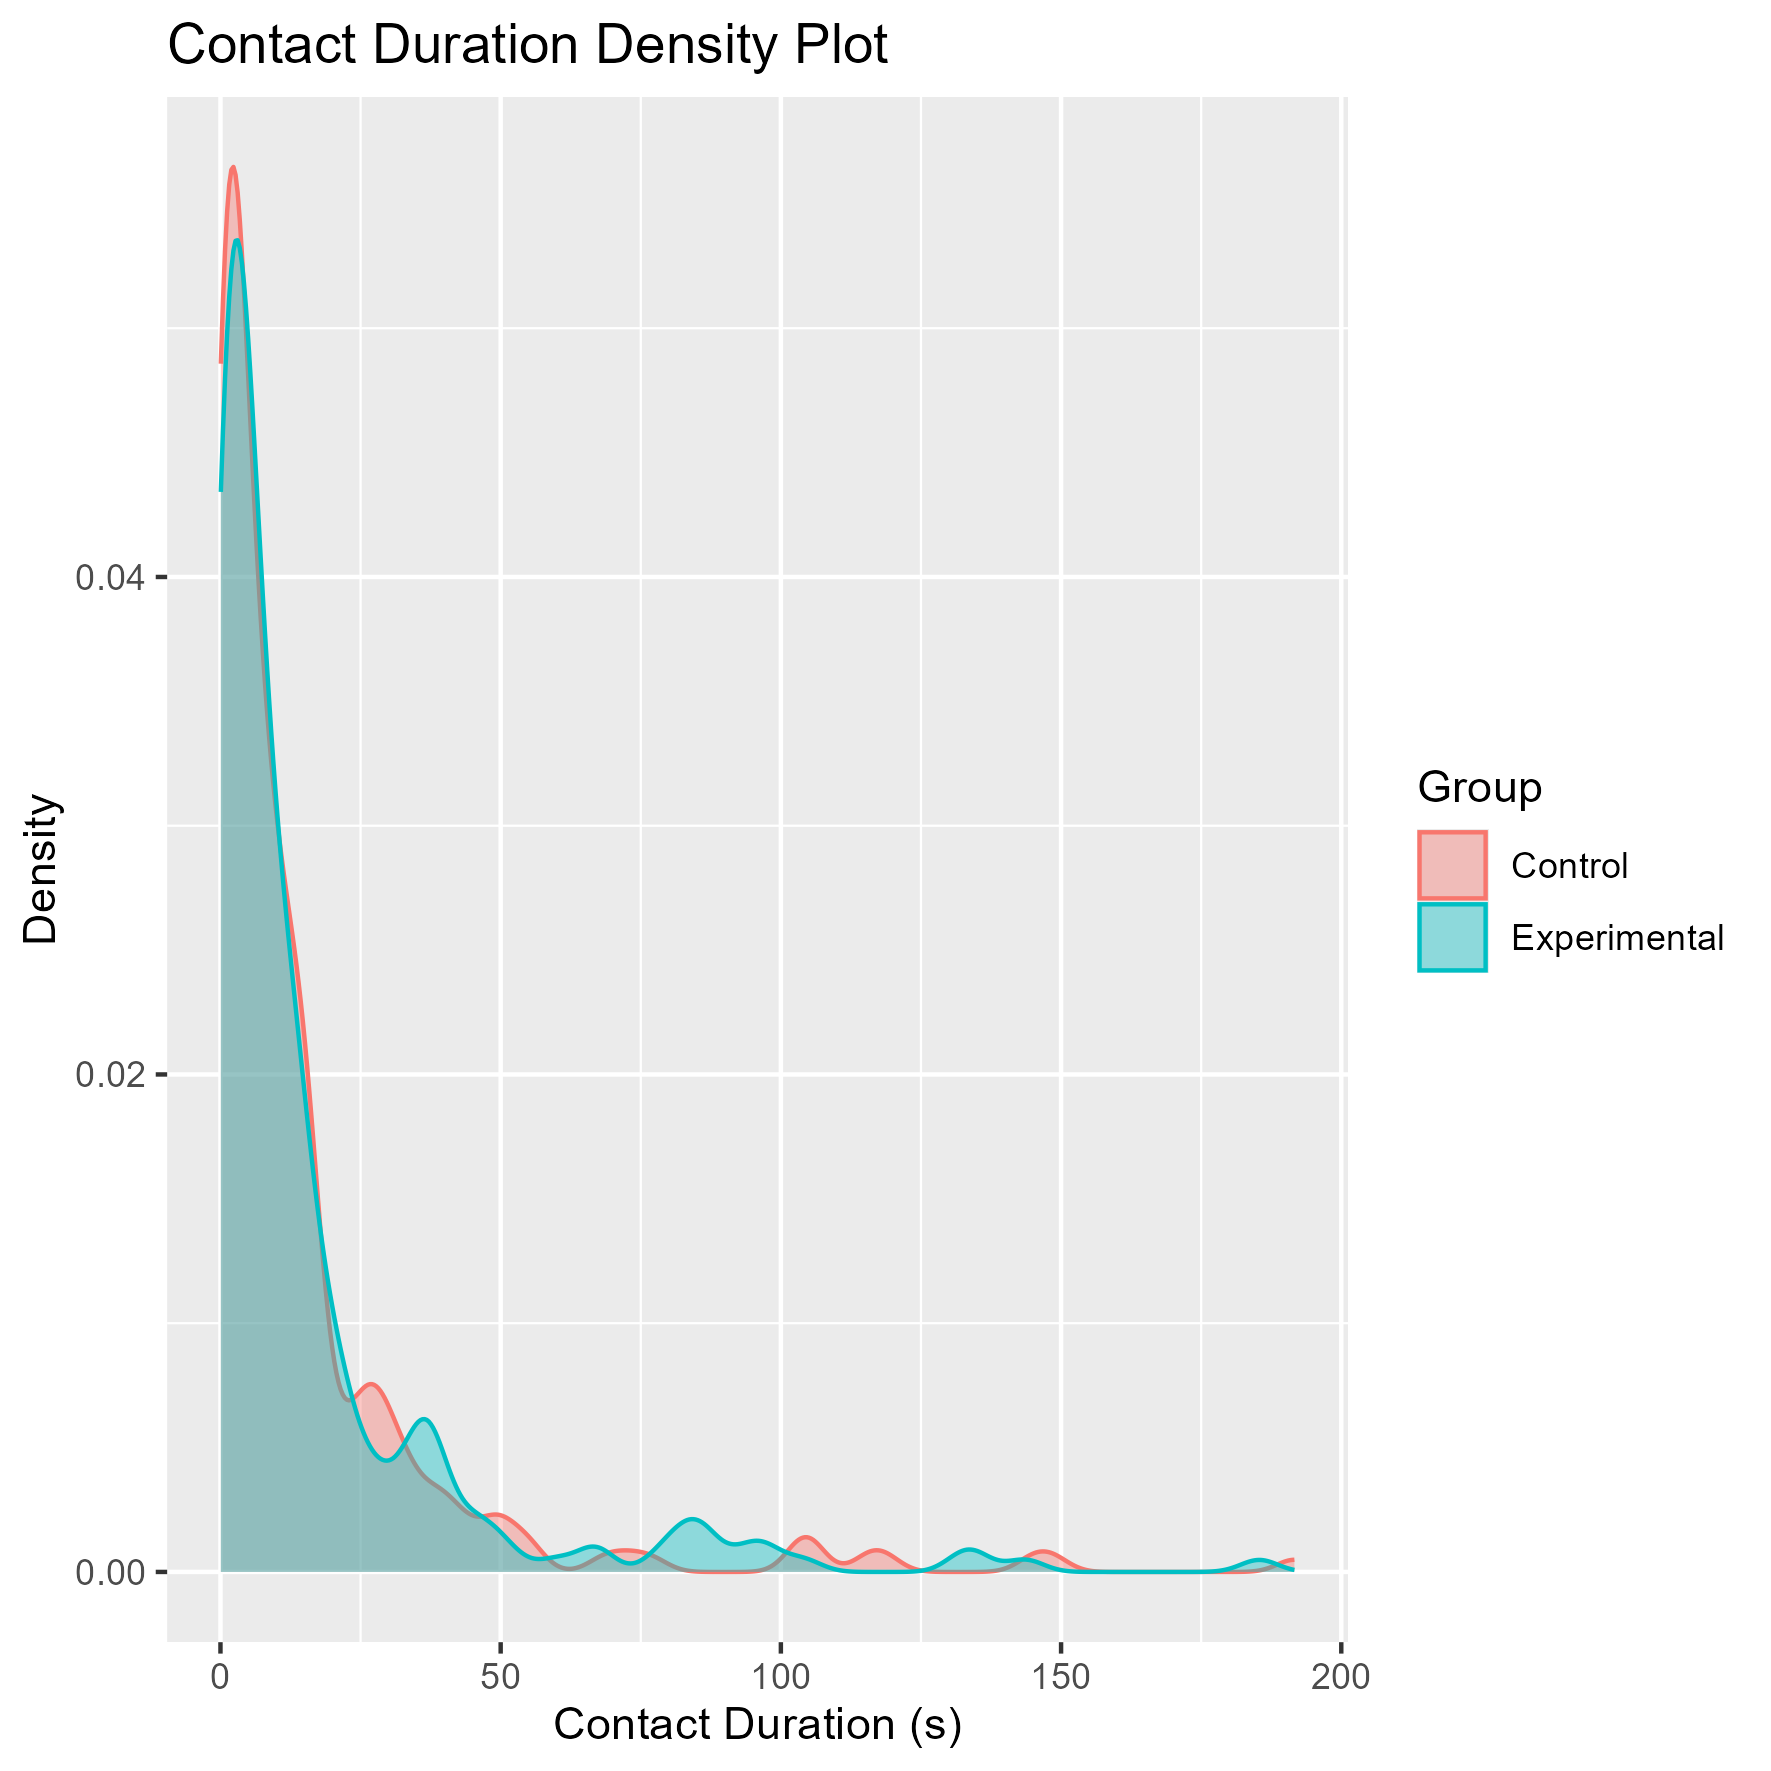 Contact Duration Density Plot
Density
0.04
0.02
0.00
0
50
100
150
200
Contact Duration (s)
Group
Control
Experimental